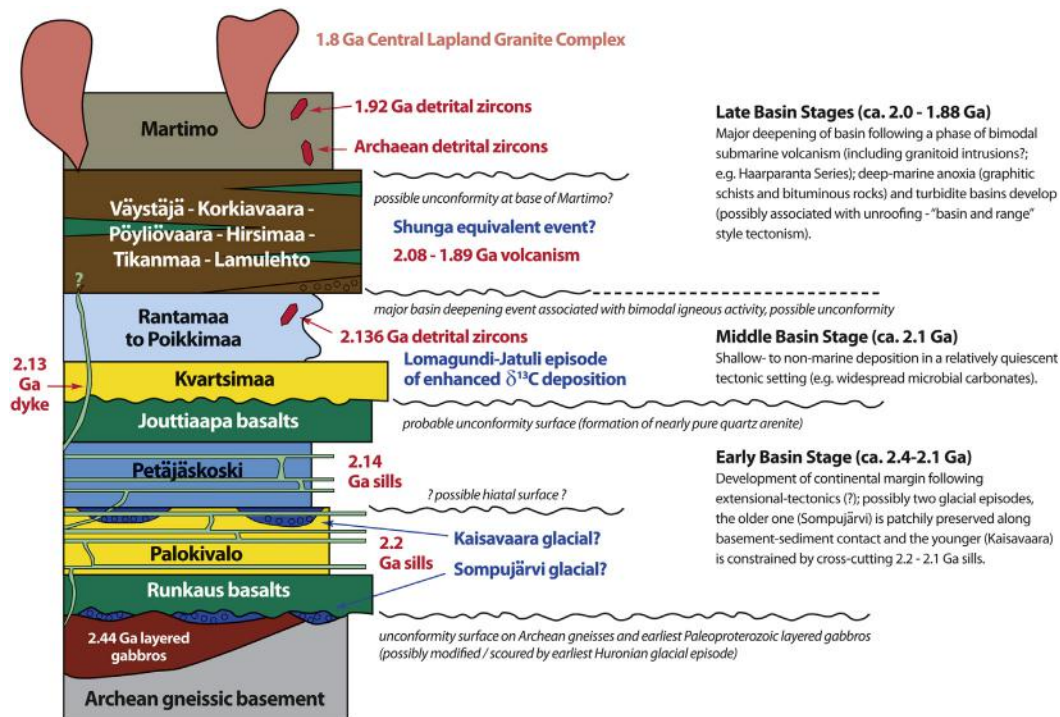 1.8 Ga Central Lapland Granite Complex
Martimo
1.92 Ga detrital zircons
Archaean detrital zircons
possible unconformity at base of Martimo?
Väystäjä - Korkiavaara -
Pöyliövaara - Hirsimaa -
Tikanmaa - Lamulehto
Shunga equivalent event?
2.08 - 1.89 Ga volcanism
?
major basin deepening event associated with bimodal igneous activity, possible unconformity
Rantamaa
to Poikkimaa
2.136 Ga detrital zircons
2.13
Ga
dyke
Kvartsimaa
Lomagundi-Jatuli episode
of enhanced δ¹³C deposition
Jouttiaapa basalts
probable unconformity surface (formation of nearly pure quartz arenite)
Petäjäskoski
2.14
Ga sills
? possible hiatal surface ?
Kaisavaara glacial?
Palokivalo
2.2
Ga sills
Sompujärvi glacial?
Runkaus basalts
2.44 Ga layered
gabbros
unconformity surface on Archean gneisses and earliest Paleoproterozoic layered gabbros
(possibly modified / scoured by earliest Huronian glacial episode)
Archean gneissic basement
Late Basin Stages (ca. 2.0 - 1.88 Ga)
Major deepening of basin following a phase of bimodal
submarine volcanism (including granitoid intrusions?;
e.g. Haarparanta Series); deep-marine anoxia (graphitic
schists and bituminous rocks) and turbidite basins develop
(possibly associated with unroofing - "basin and range"
style tectonism).
Middle Basin Stage (ca. 2.1 Ga)
Shallow- to non-marine deposition in a relatively quiescent
tectonic setting (e.g. widespread microbial carbonates).
Early Basin Stage (ca. 2.4-2.1 Ga)
Development of continental margin following
extensional-tectonics (?); possibly two glacial episodes,
the older one (Sompujärvi) is patchily preserved along
basement-sediment contact and the younger (Kaisavaara)
is constrained by cross-cutting 2.2 - 2.1 Ga sills.